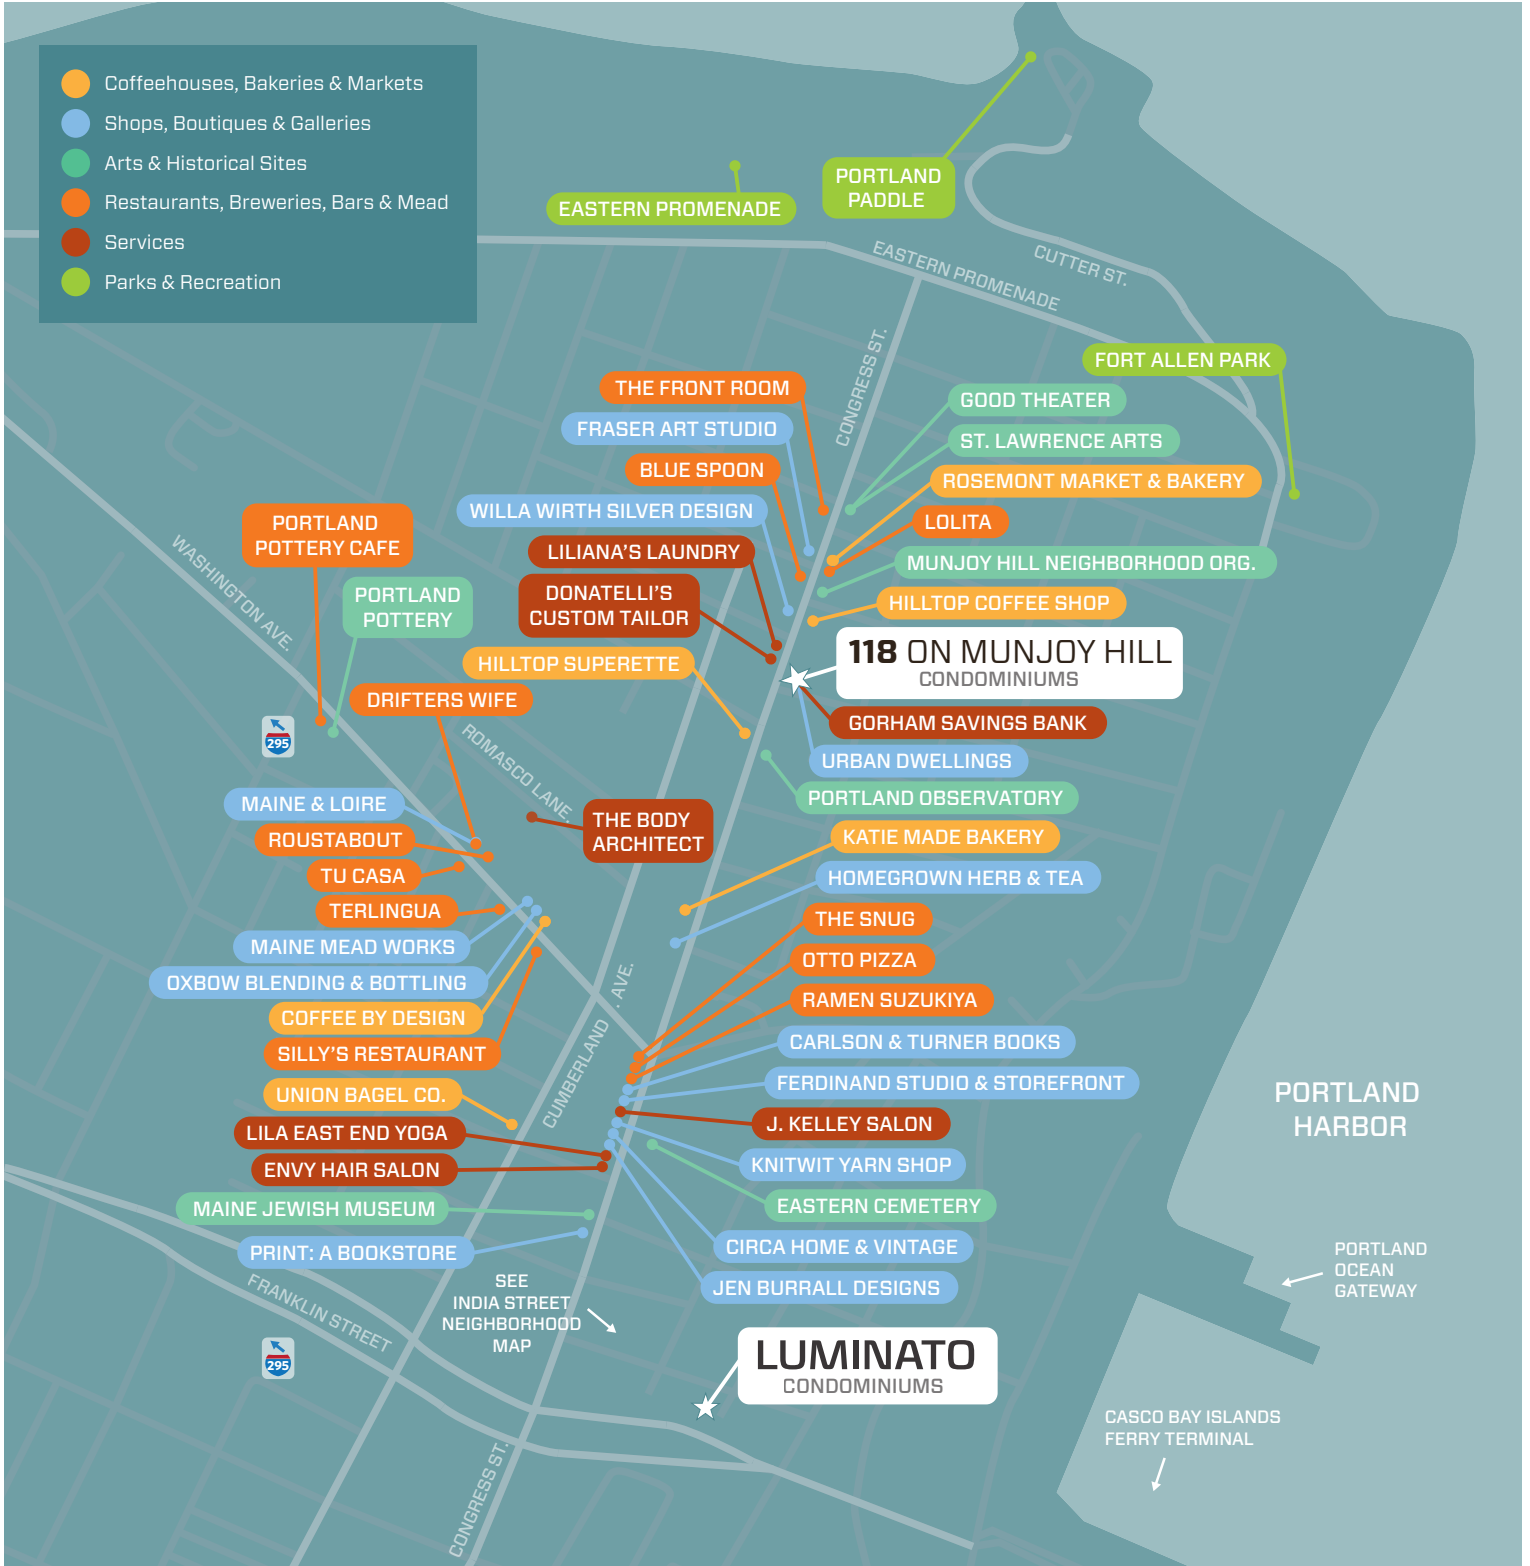 Coffeehouses, Bakeries & Markets
Shops, Boutiques & Galleries
Arts & Historical Sites
Restaurants, Breweries, Bars & Mead
Services
Parks & Recreation
PORTLAND
PADDLE
EASTERN PROMENADE
EASTERN PROMENADE
CUTTER ST.
CONGRESS ST.
FORT ALLEN PARK
THE FRONT ROOM
GOOD THEATER
FRASER ART STUDIO
ST. LAWRENCE ARTS
BLUE SPOON
ROSEMONT MARKET & BAKERY
WILLA WIRTH SILVER DESIGN
LOLITA
PORTLAND
POTTERY CAFE
LILIANA'S LAUNDRY
MUNJOY HILL NEIGHBORHOOD ORG.
WASHINGTON AVE.
PORTLAND
POTTERY
DONATELLI'S
CUSTOM TAILOR
HILLTOP COFFEE SHOP
118 ON MUNJOY HILL
CONDOMINIUMS
HILLTOP SUPERETTE
DRIFTERS WIFE
GORHAM SAVINGS BANK
295
ROMASCO LANE.
URBAN DWELLINGS
PORTLAND OBSERVATORY
MAINE & LOIRE
THE BODY
ARCHITECT
KATIE MADE BAKERY
ROUSTABOUT
TU CASA
HOMEGROWN HERB & TEA
TERLINGUA
THE SNUG
MAINE MEAD WORKS
OTTO PIZZA
OXBOW BLENDING & BOTTLING
RAMEN SUZUKIYA
COFFEE BY DESIGN
CUMBERLAND . AVE.
CARLSON & TURNER BOOKS
SILLY'S RESTAURANT
FERDINAND STUDIO & STOREFRONT
UNION BAGEL CO.
PORTLAND
HARBOR
J. KELLEY SALON
LILA EAST END YOGA
ENVY HAIR SALON
KNITWIT YARN SHOP
MAINE JEWISH MUSEUM
EASTERN CEMETERY
PRINT: A BOOKSTORE
CIRCA HOME & VINTAGE
JEN BURRALL DESIGNS
PORTLAND
OCEAN
GATEWAY
FRANKLIN STREET
SEE
INDIA STREET
NEIGHBORHOOD
MAP
295
LUMINATO
CONDOMINIUMS
CASCO BAY ISLANDS
FERRY TERMINAL
CONGRESS ST.